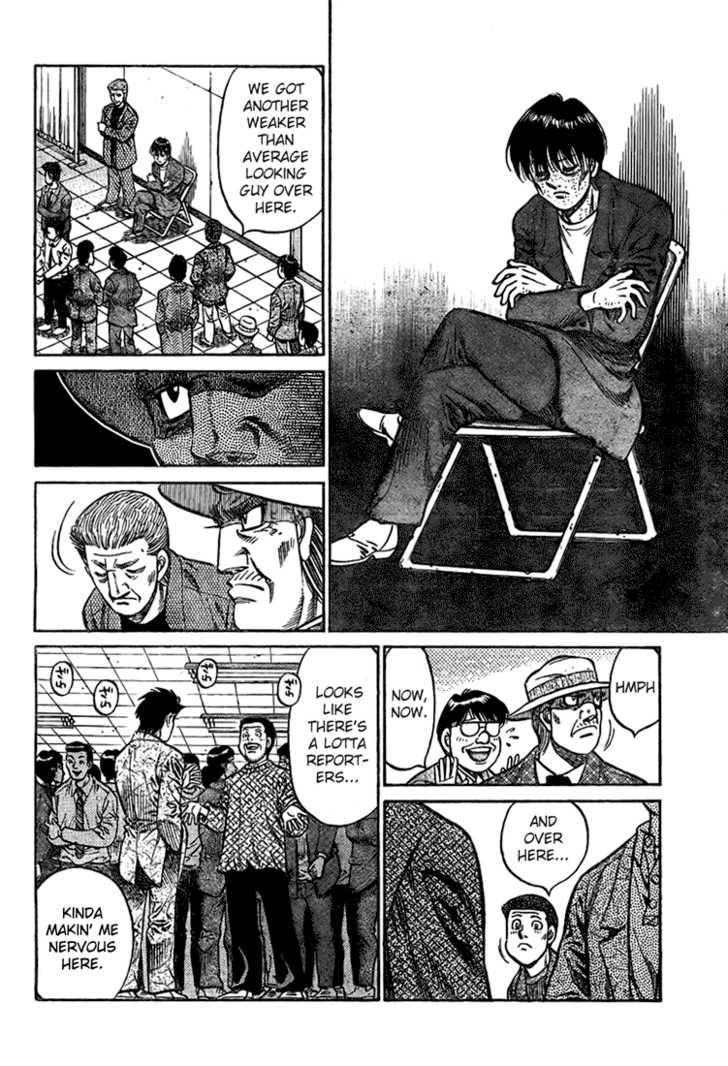 WE GOT
ANOTHER
WEAKER
THAN
AVERAGE
LOOKING
GUY OVER
HERE.
HMPH
NOW,
NOW.
AND
OVER
HERE...
LOOKS
LIKE
THERE'S
A LOTTA
REPORT-
ERS...
KINDA
MAKIN' ME
NERVOUS
HERE.